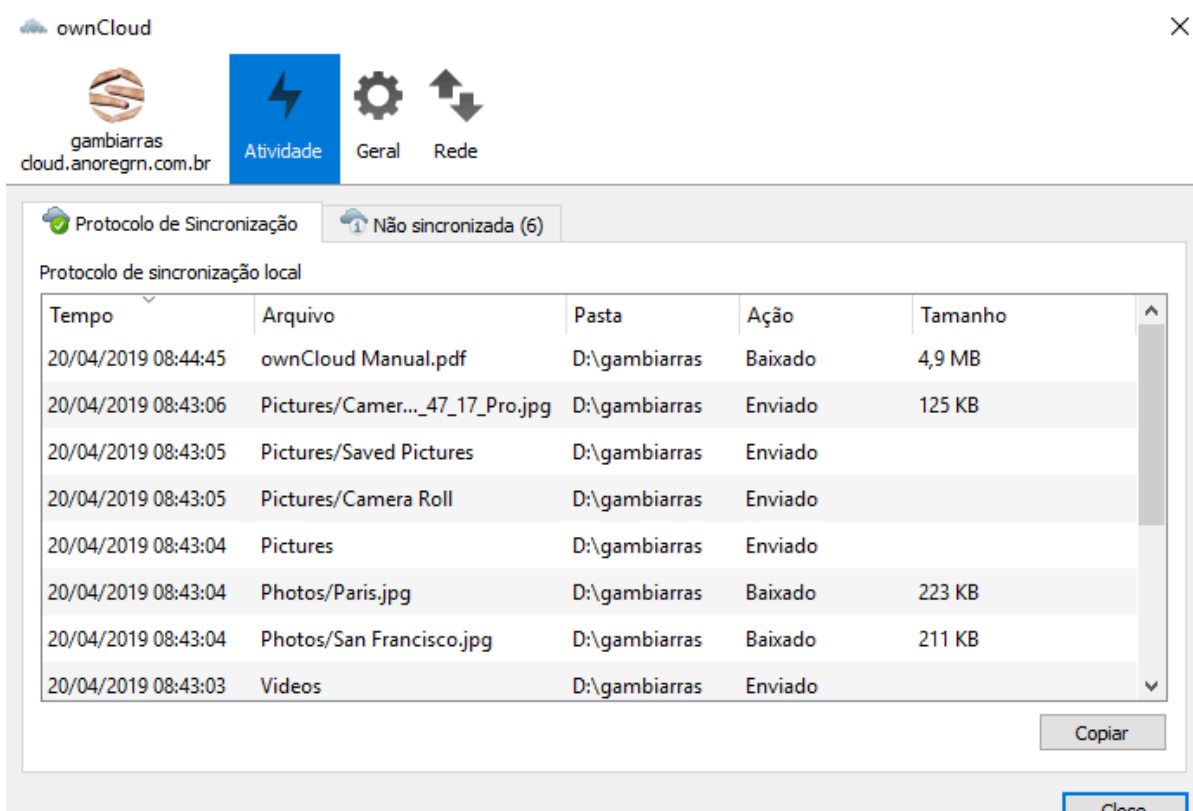 ownCloud
gambiarras
cloud.anoregrn.com.br
Atividade
Geral
Rede
Protocolo de Sincronização
Não sincronizada (6)
Protocolo de sincronização local
Tempo Arquivo Pasta Ação Tamanho
20/04/2019 08:44:45 ownCloud Manual.pdf D:\gambiarras Baixado 4,9 MB
20/04/2019 08:43:06 Pictures/Camer..._47_17_Pro.jpg D:\gambiarras Enviado 125 KB
20/04/2019 08:43:05 Pictures/Saved Pictures D:\gambiarras Enviado
20/04/2019 08:43:05 Pictures/Camera Roll D:\gambiarras Enviado
20/04/2019 08:43:04 Pictures D:\gambiarras Enviado
20/04/2019 08:43:04 Photos/Paris.jpg D:\gambiarras Baixado 223 KB
20/04/2019 08:43:04 Photos/San Francisco.jpg D:\gambiarras Baixado 211 KB
20/04/2019 08:43:03 Videos D:\gambiarras Enviado
Copiar
Close